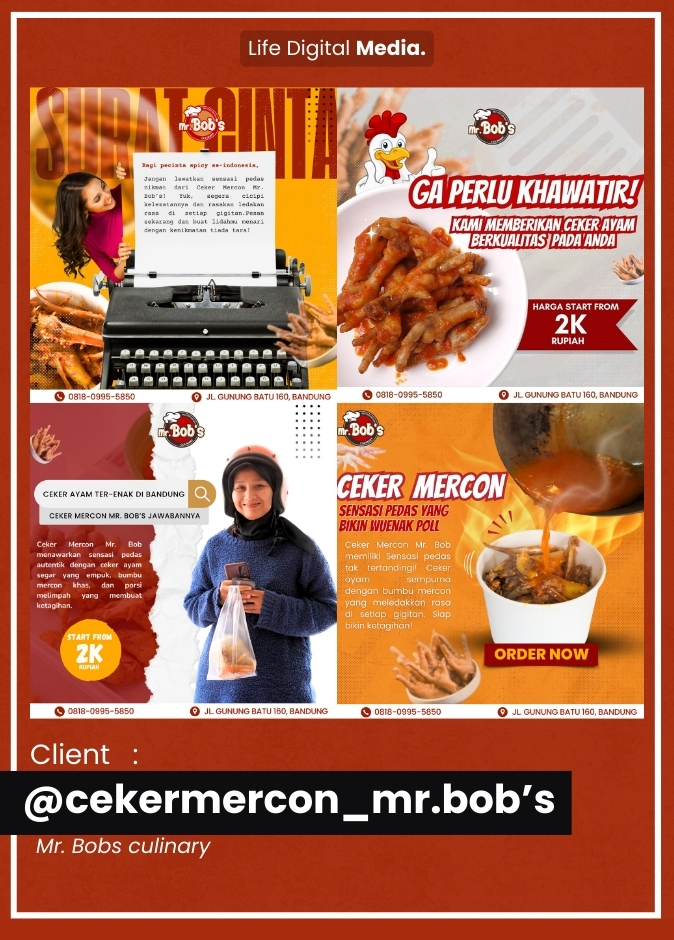 Life Digital Media.
SURAT CINTA
mr.Bob's
Bagi pecinta spicy se-indonesia,
Jangan lewatkan sensasi pedas
nikmat dari Ceker Mercon Mr.
Bob's! Yuk, segera cicipi
kelezatannya dan rasakan ledakan
rasa di setiap gigitan.Pesan
sekarang dan buat lidahmu menari
dengan kenikmatan tiada tara!
0818-0995-5850
JL. GUNUNG BATU 160, BANDUNG
mr.Bob's
GA PERLU KHAWATIR!
KAMI MEMBERIKAN CEKER AYAM
BERKUALITAS PADA ANDA
HARGA START FROM
2K
RUPIAH
0818-0995-5850
JL. GUNUNG BATU 160, BANDUNG
mr.Bob's
CEKER AYAM TER-ENAK DI BANDUNG
CEKER MERCON MR. BOB'S JAWABANNYA
Ceker Mercon Mr. Bob
menawarkan sensasi pedas
autentik dengan ceker ayam
segar yang empuk, bumbu
mercon khas, dan porsi
melimpah yang membuat
ketagihan.
START FROM
2K
RUPIAH
0818-0995-5850
JL. GUNUNG BATU 160, BANDUNG
mr.Bob's
CEKER MERCON
SENSASI PEDAS YANG
BIKIN WUENAK POLL
Ceker Mercon Mr. Bob
memiliki Sensasi pedas
tak tertandingi! Ceker
ayam sempurna
dengan bumbu mercon
yang meledakkan rasa
di setiap gigitan. Siap
bikin ketagihan!
ORDER NOW
0818-0995-5850
JL. GUNUNG BATU 160, BANDUNG
Client :
@cekermercon_mr.bob's
Mr. Bobs culinary